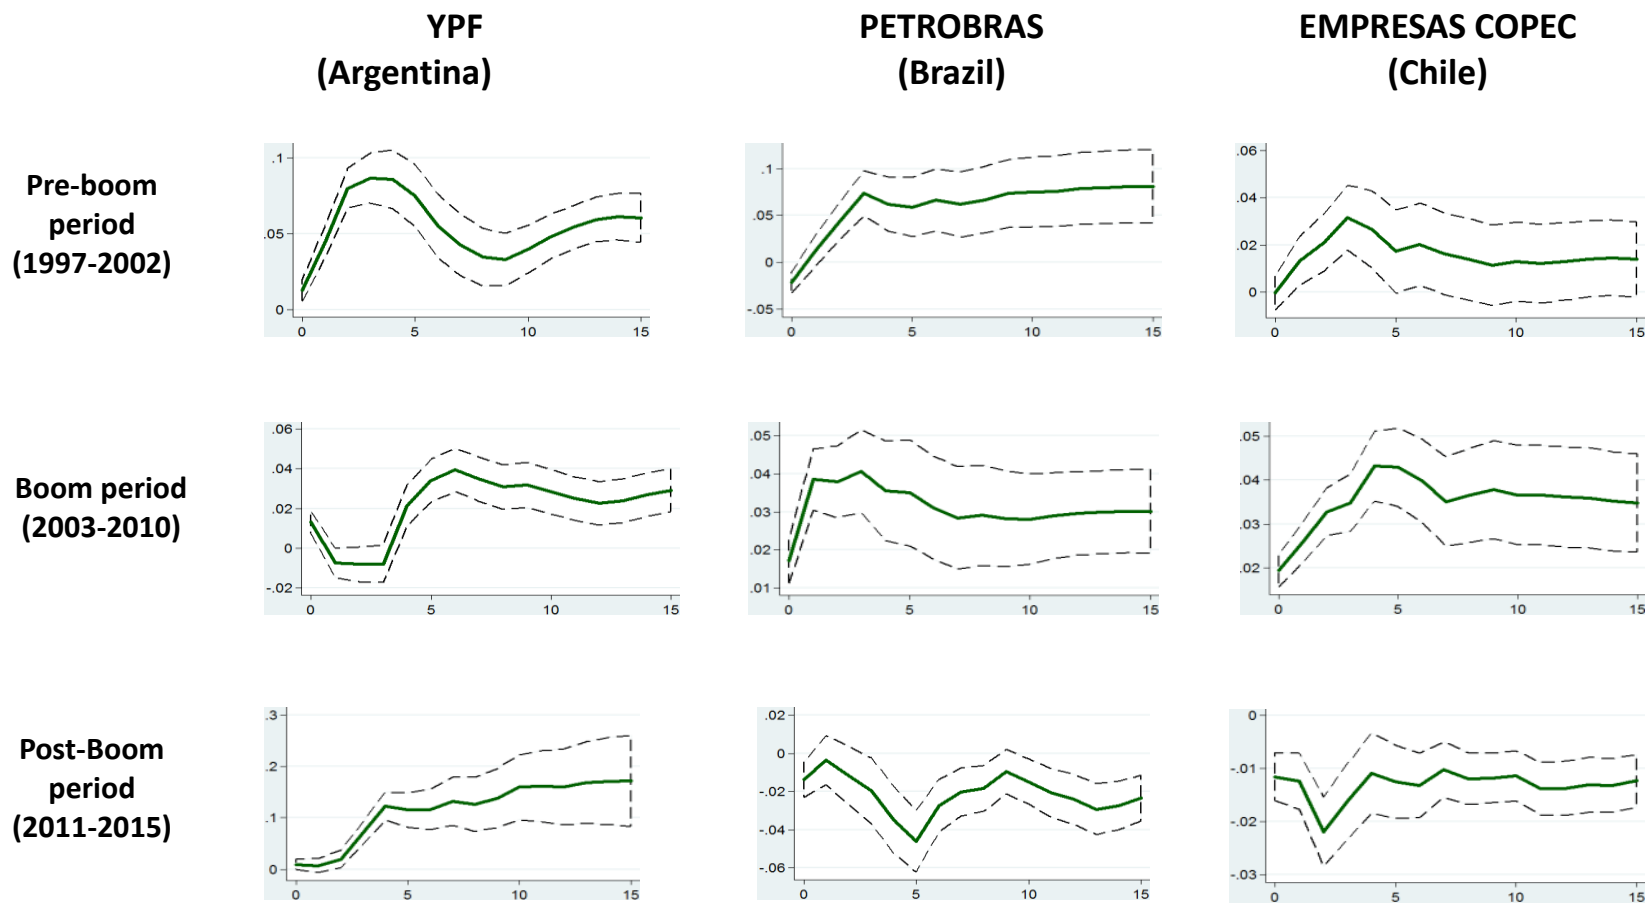 YPF
(Argentina)
PETROBRAS
(Brazil)
EMPRESAS COPEC
(Chile)
Pre-boom
period
(1997-2002)
.1
.05
0
0 5 10 15
.1
.05
0
-.05
0 5 10 15
.06
.04
.02
0
0 5 10 15
Boom period
(2003-2010)
.06
.04
.02
0
-.02
0 5 10 15
.05
.04
.03
.02
.01
0 5 10 15
.05
.04
.03
.02
0 5 10 15
Post-Boom
period
(2011-2015)
.3
.2
.1
0
0 5 10 15
.02
0
-.02
-.04
-.06
0 5 10 15
0
-.01
-.02
-.03
0 5 10 15